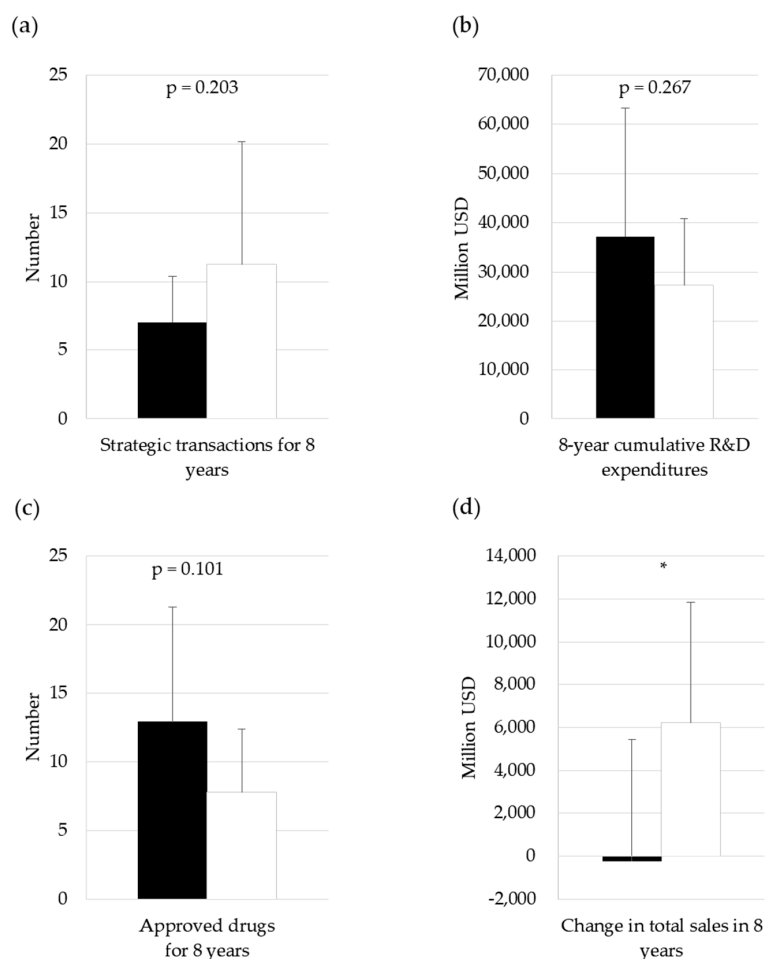 (a)
25
20
15
10
5
0
Number
p = 0.203
Strategic transactions for 8
years
(b)
70,000
60,000
50,000
40,000
30,000
20,000
10,000
0
Million USD
p = 0.267
8-year cumulative R&D
expenditures
(c)
25
20
15
10
5
0
Number
p = 0.101
Approved drugs
for 8 years
(d)
14,000
12,000
10,000
8,000
6,000
4,000
2,000
0
-2,000
Million USD
*
Change in total sales in 8
years